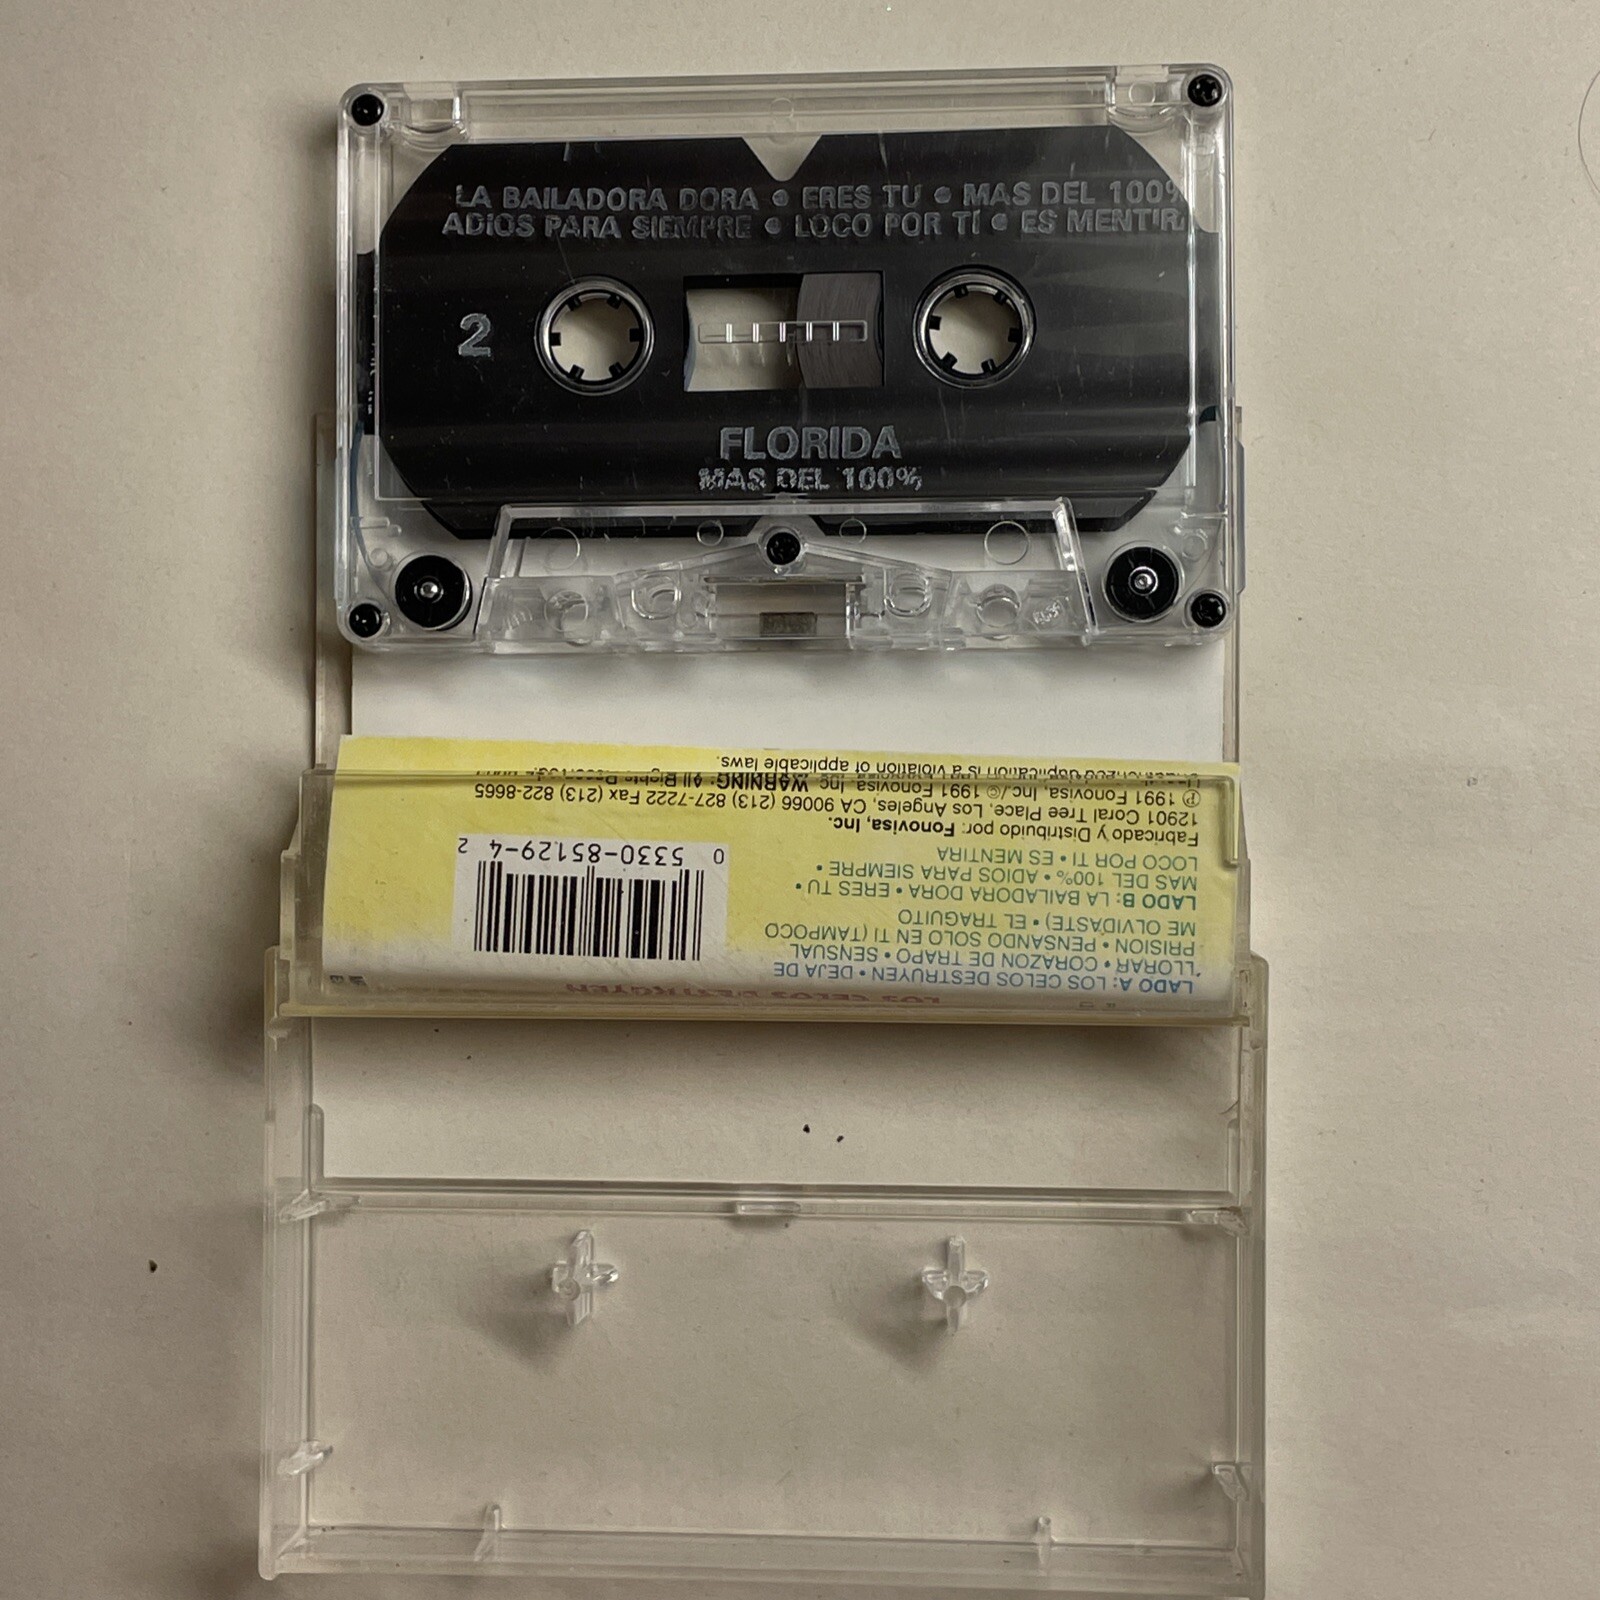 LA BAILADORA DORA • ERES TU • MAS DEL 100%
ADIOS PARA SIEMPRE • LOCO POR TI • ES MENTIRA
2
FLORIDA
MAS DEL 100%
LOS CELOS DESTRUYEN
LADO A: LOS CELOS DESTRUYEN • DEJA DE
LLORAR • CORAZON DE TRAPO • SENSUAL
PRISION • PENSANDO SOLO EN TI (TAMPOCO
ME OLVIDASTE) • EL TRAGUITO
LADO B: LA BAILADORA DORA • ERES TU •
MAS DEL 100% • ADIOS PARA SIEMPRE •
LOCO POR TI • ES MENTIRA
0 5330-85129-4 2
Fabricado y Distribuido por: Fonovisa, Inc.
12901 Coral Tree Place, Los Angeles, CA 90066 (213) 827-7222 Fax (213) 822-8665
℗ 1991 Fonovisa, Inc./© 1991 Fonovisa, Inc. WARNING: All Rights
duplication is a violation of applicable laws.